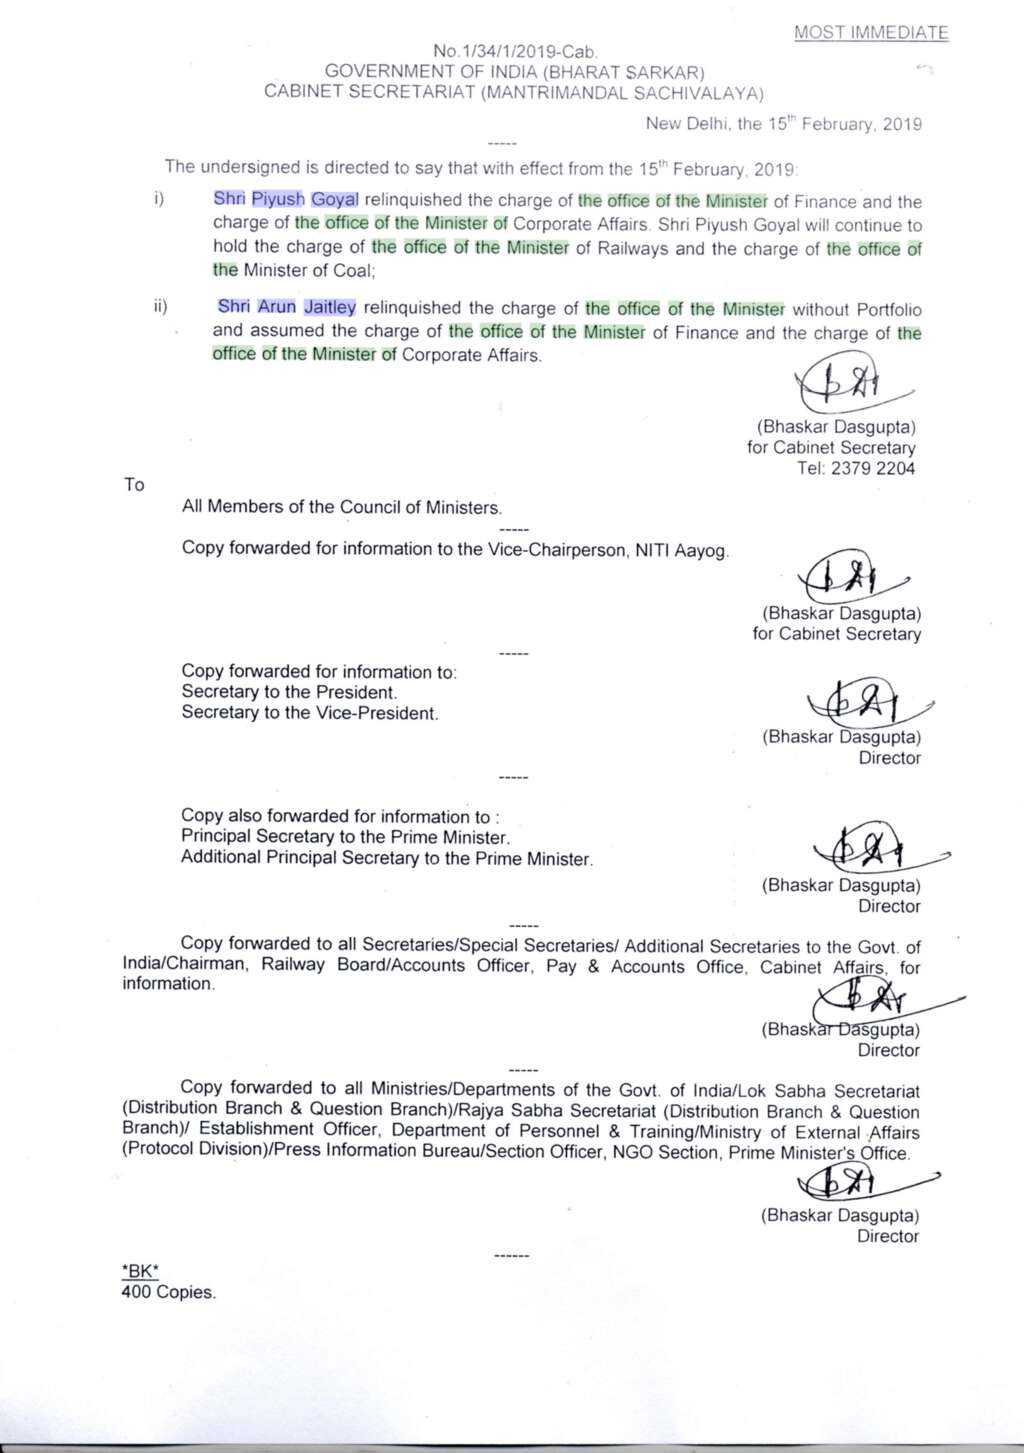 MOST IMMEDIATE
No.1/34/1/2019-Cab.
GOVERNMENT OF INDIA (BHARAT SARKAR)
CABINET SECRETARIAT (MANTRIMANDAL SACHIVALAYA)
New Delhi, the 15th February, 2019
-----
The undersigned is directed to say that with effect from the 15th February, 2019:
i) Shri Piyush Goyal relinquished the charge of the office of the Minister of Finance and the
charge of the office of the Minister of Corporate Affairs. Shri Piyush Goyal will continue to
hold the charge of the office of the Minister of Railways and the charge of the office of
the Minister of Coal;
ii) Shri Arun Jaitley relinquished the charge of the office of the Minister without Portfolio
and assumed the charge of the office of the Minister of Finance and the charge of the
office of the Minister of Corporate Affairs.
(Bhaskar Dasgupta)
for Cabinet Secretary
Tel: 2379 2204
To
All Members of the Council of Ministers.
-----
Copy forwarded for information to the Vice-Chairperson, NITI Aayog.
(Bhaskar Dasgupta)
for Cabinet Secretary
-----
Copy forwarded for information to:
Secretary to the President.
Secretary to the Vice-President.
(Bhaskar Dasgupta)
Director
-----
Copy also forwarded for information to :
Principal Secretary to the Prime Minister.
Additional Principal Secretary to the Prime Minister.
(Bhaskar Dasgupta)
Director
-----
Copy forwarded to all Secretaries/Special Secretaries/ Additional Secretaries to the Govt. of
India/Chairman, Railway Board/Accounts Officer, Pay & Accounts Office, Cabinet Affairs, for
information.
(Bhaskar Dasgupta)
Director
-----
Copy forwarded to all Ministries/Departments of the Govt. of India/Lok Sabha Secretariat
(Distribution Branch & Question Branch)/Rajya Sabha Secretariat (Distribution Branch & Question
Branch)/ Establishment Officer, Department of Personnel & Training/Ministry of External Affairs
(Protocol Division)/Press Information Bureau/Section Officer, NGO Section, Prime Minister's Office.
(Bhaskar Dasgupta)
Director
------
*BK*
400 Copies.